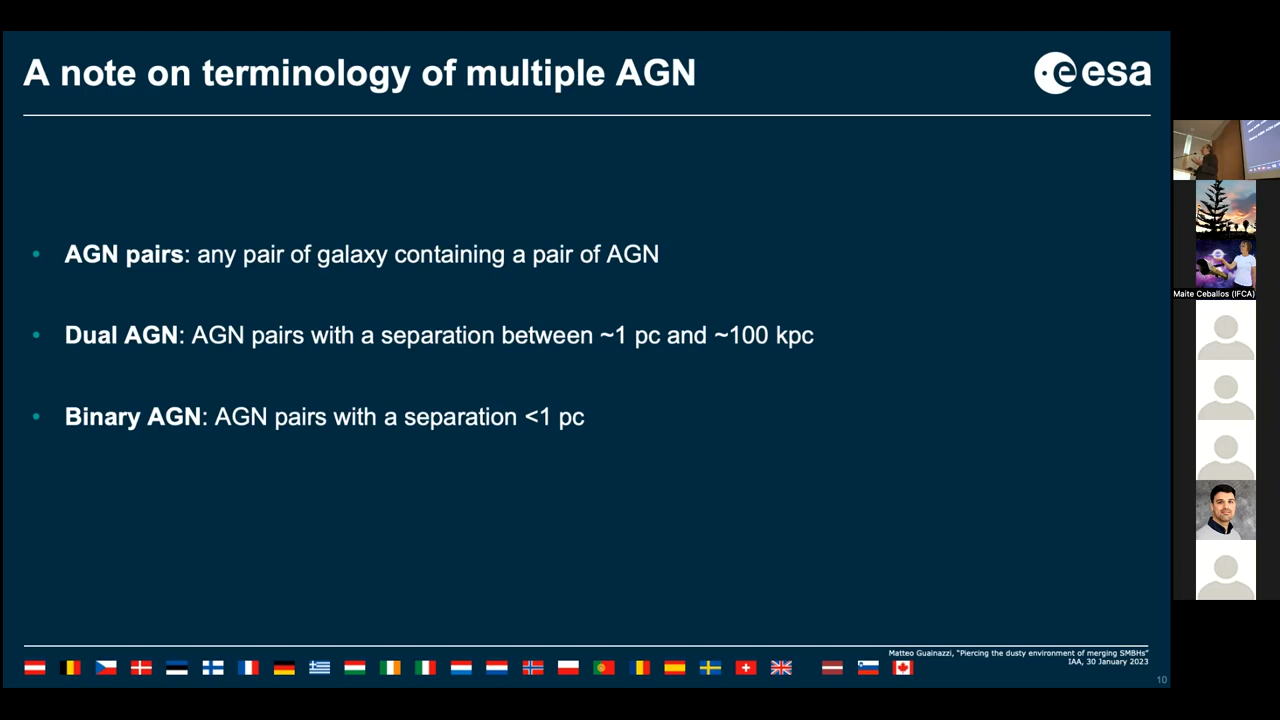 A note on terminology of multiple AGN
esa
• AGN pairs: any pair of galaxy containing a pair of AGN
• Dual AGN: AGN pairs with a separation between ~1 pc and ~100 kpc
• Binary AGN: AGN pairs with a separation <1 pc
Maite Ceballos (IFCA)
Matteo Guainazzi, “Piercing the dusty environment of merging SMBHs”
IAA, 30 January 2023
10